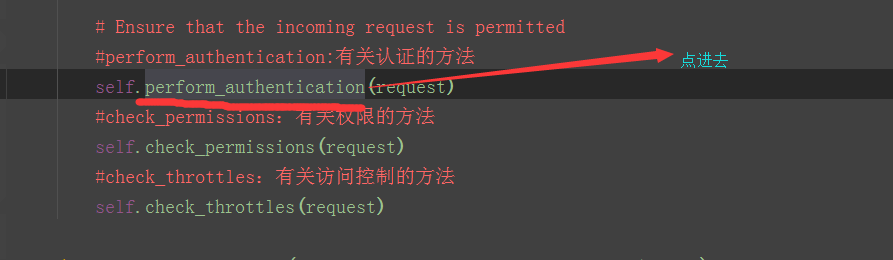 # Ensure that the incoming request is permitted
#perform_authentication:有关认证的方法
点进去
self.perform_authentication(request)
#check_permissions: 有关权限的方法
self.check_permissions(request)
#check_throttles: 有关访问控制的方法
self.check_throttles(request)